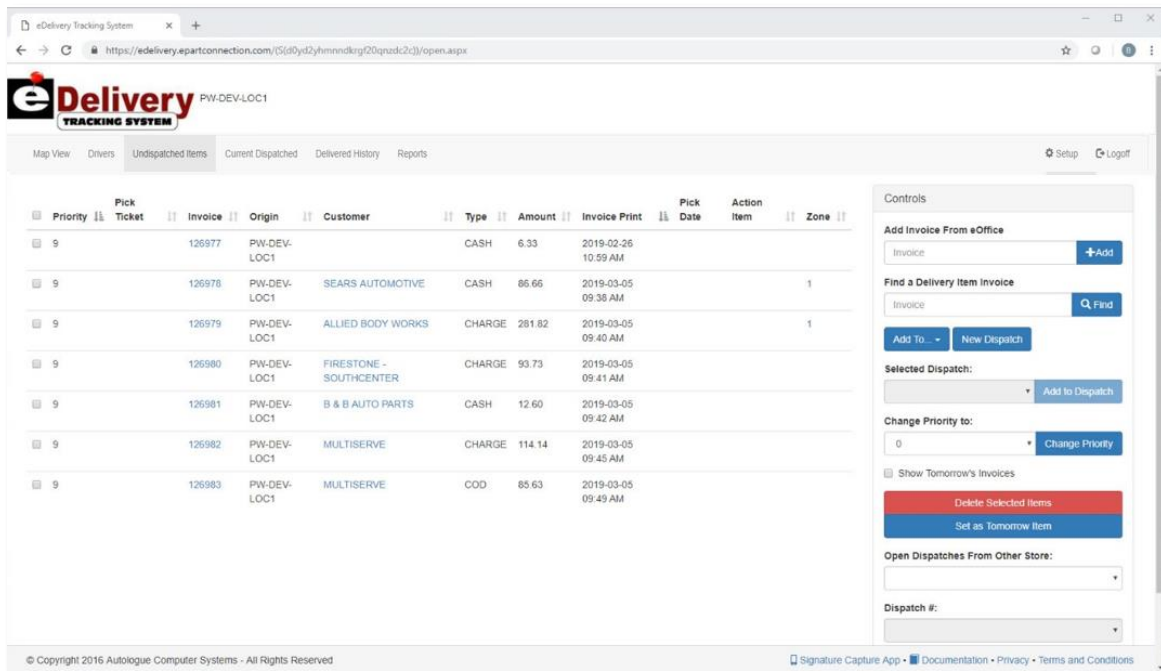 eDelivery Tracking System
https://edelivery.epartconnection.com/(S(d0yd2yhmnndkrgf20qnzdc2c))/open.aspx
B
eDelivery
TRACKING SYSTEM
PW-DEV-LOC1
Map View Drivers Undispatched Items Current Dispatched Delivered History Reports Setup Logoff
Priority Pick Ticket Invoice Origin Customer Type Amount Invoice Print Pick Date Action Item Zone
9 126977 PW-DEV-LOC1 CASH 6.33 2019-02-26 10:59 AM
9 126978 PW-DEV-LOC1 SEARS AUTOMOTIVE CASH 86.66 2019-03-05 09:38 AM 1
9 126979 PW-DEV-LOC1 ALLIED BODY WORKS CHARGE 281.82 2019-03-05 09:40 AM 1
9 126980 PW-DEV-LOC1 FIRESTONE - SOUTHCENTER CHARGE 93.73 2019-03-05 09:41 AM
9 126981 PW-DEV-LOC1 B & B AUTO PARTS CASH 12.60 2019-03-05 09:42 AM
9 126982 PW-DEV-LOC1 MULTISERVE CHARGE 114.14 2019-03-05 09:45 AM
9 126983 PW-DEV-LOC1 MULTISERVE COD 85.63 2019-03-05 09:49 AM
Controls
Add Invoice From eOffice
Invoice +Add
Find a Delivery Item Invoice
Invoice Find
Add To... New Dispatch
Selected Dispatch:
Add to Dispatch
Change Priority to:
0 Change Priority
Show Tomorrow's Invoices
Delete Selected Items
Set as Tomorrow Item
Open Dispatches From Other Store:
Dispatch #:
© Copyright 2016 Autologue Computer Systems - All Rights Reserved
Signature Capture App • Documentation • Privacy • Terms and Conditions